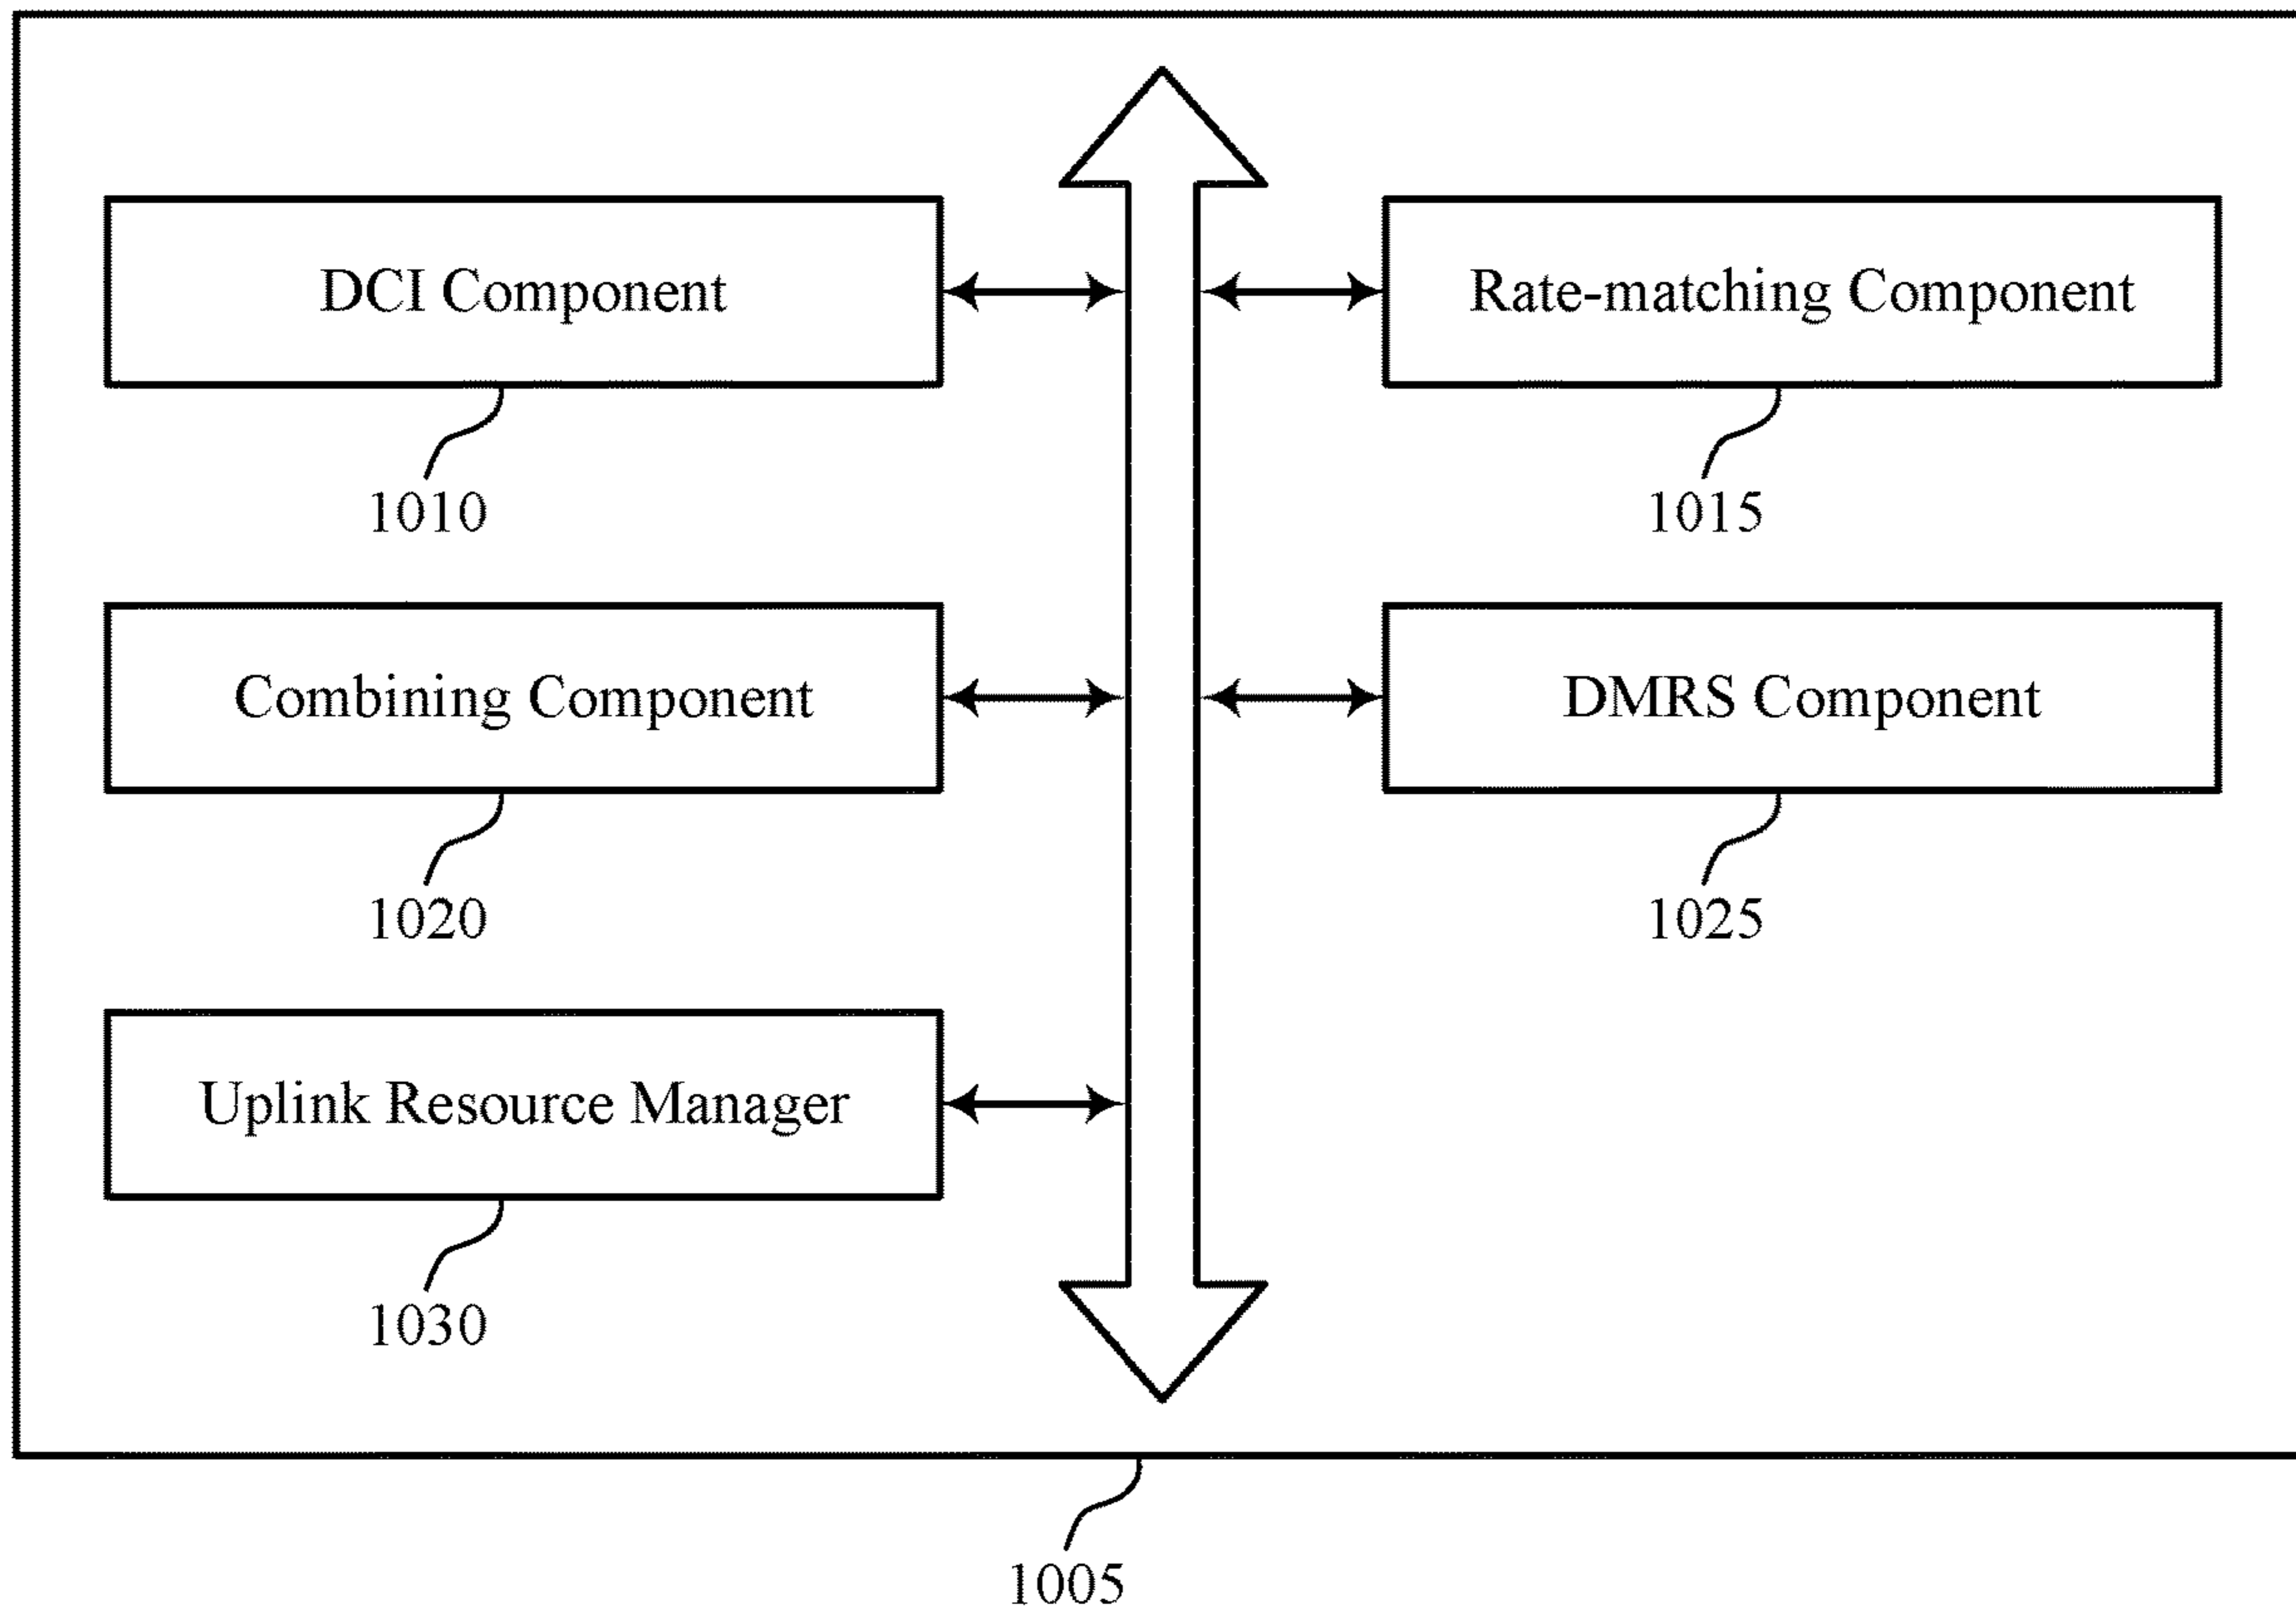 DCI Component
Rate-matching Component
1010
1015
Combining Component
DMRS Component
1020
1025
Uplink Resource Manager
1030
1005